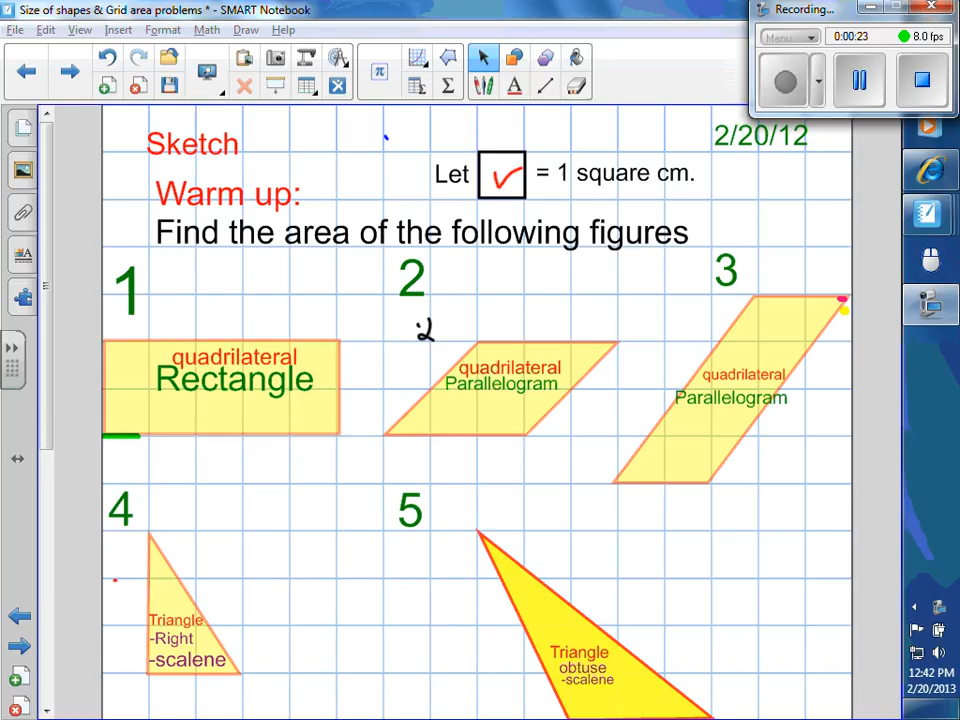 Size of shapes & Grid area problems * - SMART Notebook
Recording...
File Edit View Insert Format Math Draw Help
Menu
0:00:23
8.0 fps
π
Σ
A
Sketch
2/20/12
Let ✓ = 1 square cm.
Warm up:
Find the area of the following figures
1
2
3
2
quadrilateral
Rectangle
quadrilateral
Parallelogram
quadrilateral
Parallelogram
4
5
Triangle
-Right
-scalene
Triangle
obtuse
-scalene
12:42 PM
2/20/2013